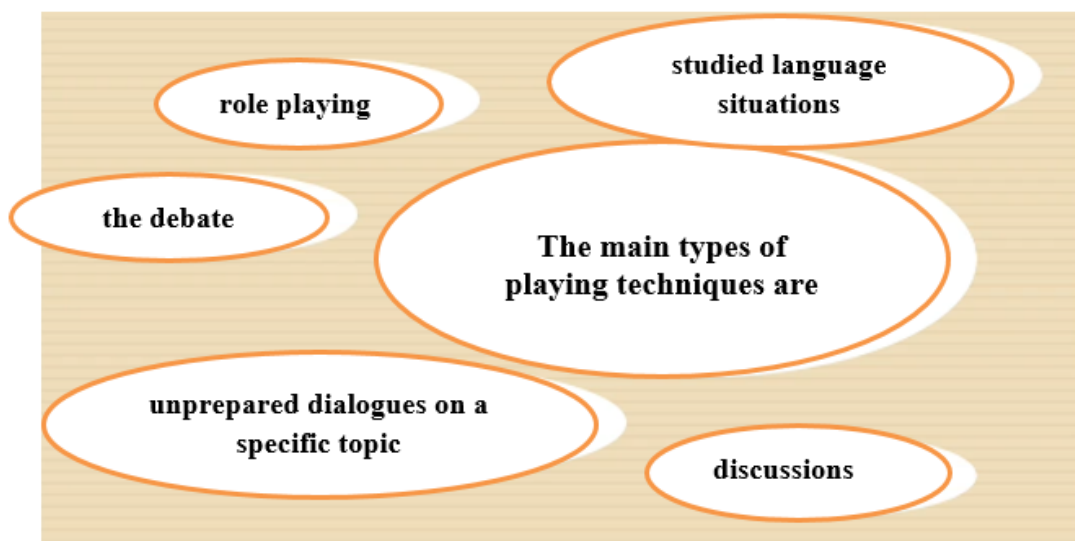 studied language
situations
role playing
the debate
The main types of
playing techniques are
unprepared dialogues on a
specific topic
discussions